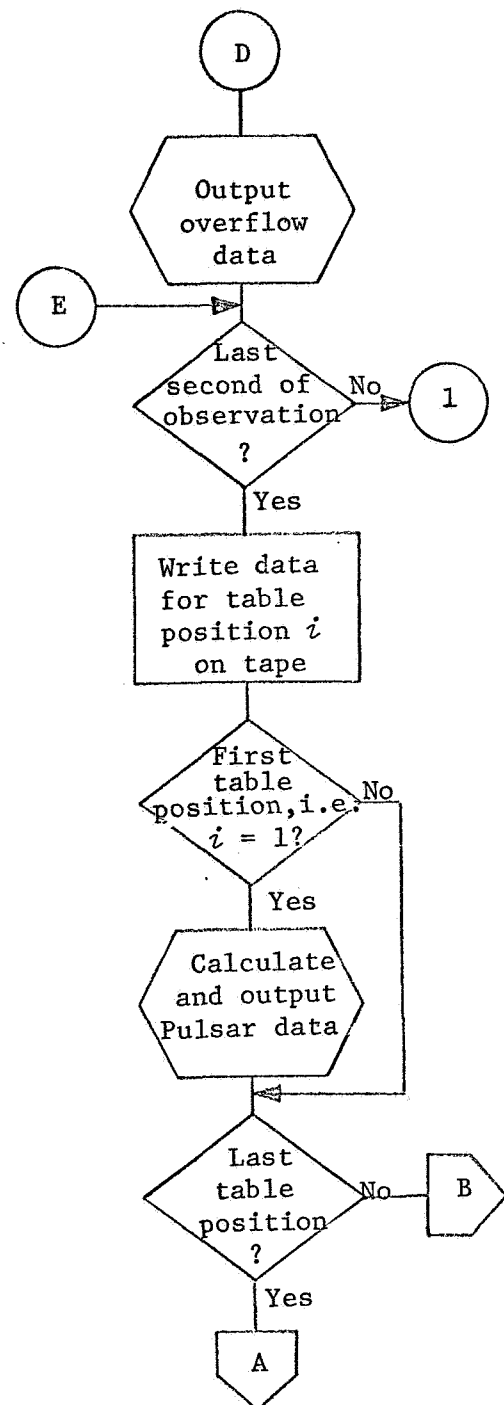 D
Output
overflow
data
E
Last
second of
observation
?
No
1
Yes
Write data
for table
position i
on tape
First
table
position,i.e.
i = 1?
No
Yes
Calculate
and output
Pulsar data
Last
table
position
?
No
B
Yes
A